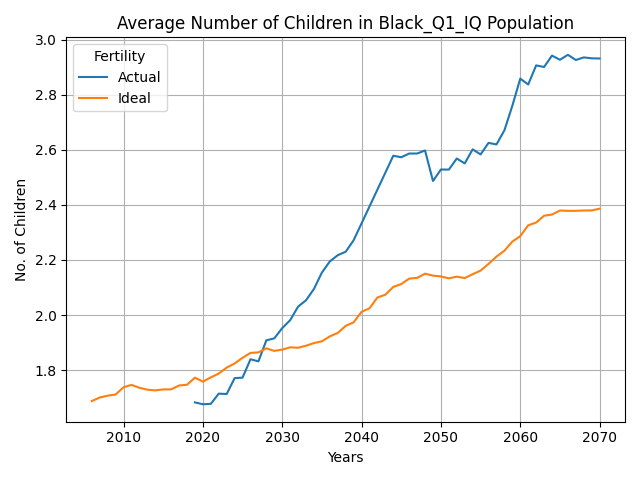 Average Number of Children in Black_Q1_IQ Population
Fertility
Actual
Ideal
3.0
2.8
2.6
2.4
2.2
2.0
1.8
No. of Children
2010 2020 2030 2040 2050 2060 2070
Years